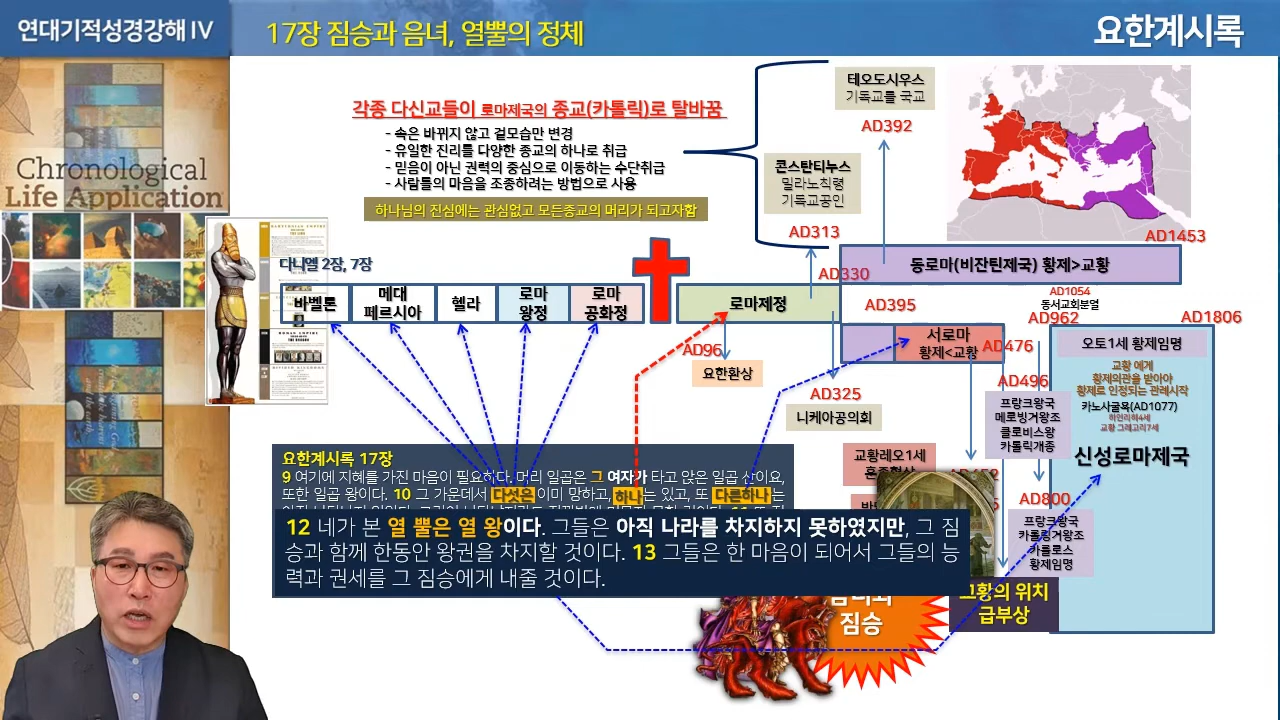 연대기적성경강해 IV
17장 짐승과 음녀, 열뿔의 정체
요한계시록
Chronological
Life Application
각종 다신교들이 로마제국의 종교(카톨릭)로 탈바꿈
- 속은 바뀌지 않고 겉모습만 변경
- 유일한 진리를 다양한 종교의 하나로 취급
- 믿음이 아닌 권력의 중심으로 이동하는 수단취급
- 사람들의 마음을 조종하려는 방법으로 사용
하나님의 진심에는 관심없고 모든종교의 머리가 되고자함
테오도시우스
기독교를 국교
AD392
콘스탄티누스
밀라노칙령
기독교공인
AD313
AD330
AD1453
동로마(비잔틴제국) 황제>교황
AD1054
동서교회분열
다니엘 2장, 7장
바벨론
메대
페르시아
헬라
로마
왕정
로마
공화정
로마제정
AD395
AD962
AD1806
서로마
황제<교황
AD476
AD96
요한환상
AD325
니케아공의회
AD496
프랑크왕국
메로빙거왕조
클로비스왕
카톨릭개종
오토1세 황제임명
교황 에게
황제의관을 받아야
황제로 인정되는 관례시작
카노사굴욕(AD1077)
하인리히4세
교황 그레고리7세
신성로마제국
교황레오1세
AD800
프랑크왕국
카롤링거왕조
카롤로스
황제임명
요한계시록 17장
9 여기에 지혜를 가진 마음이 필요하다. 머리 일곱은 그 여자가 타고 앉은 일곱 산이요,
또한 일곱 왕이다. 10 그 가운데서 다섯은 이미 망하고, 하나는 있고, 또 다른하나는
12 네가 본 열 뿔은 열 왕이다. 그들은 아직 나라를 차지하지 못하였지만, 그 짐
승과 함께 한동안 왕권을 차지할 것이다. 13 그들은 한 마음이 되어서 그들의 능
력과 권세를 그 짐승에게 내줄 것이다.
짐승
교황의 위치
급부상